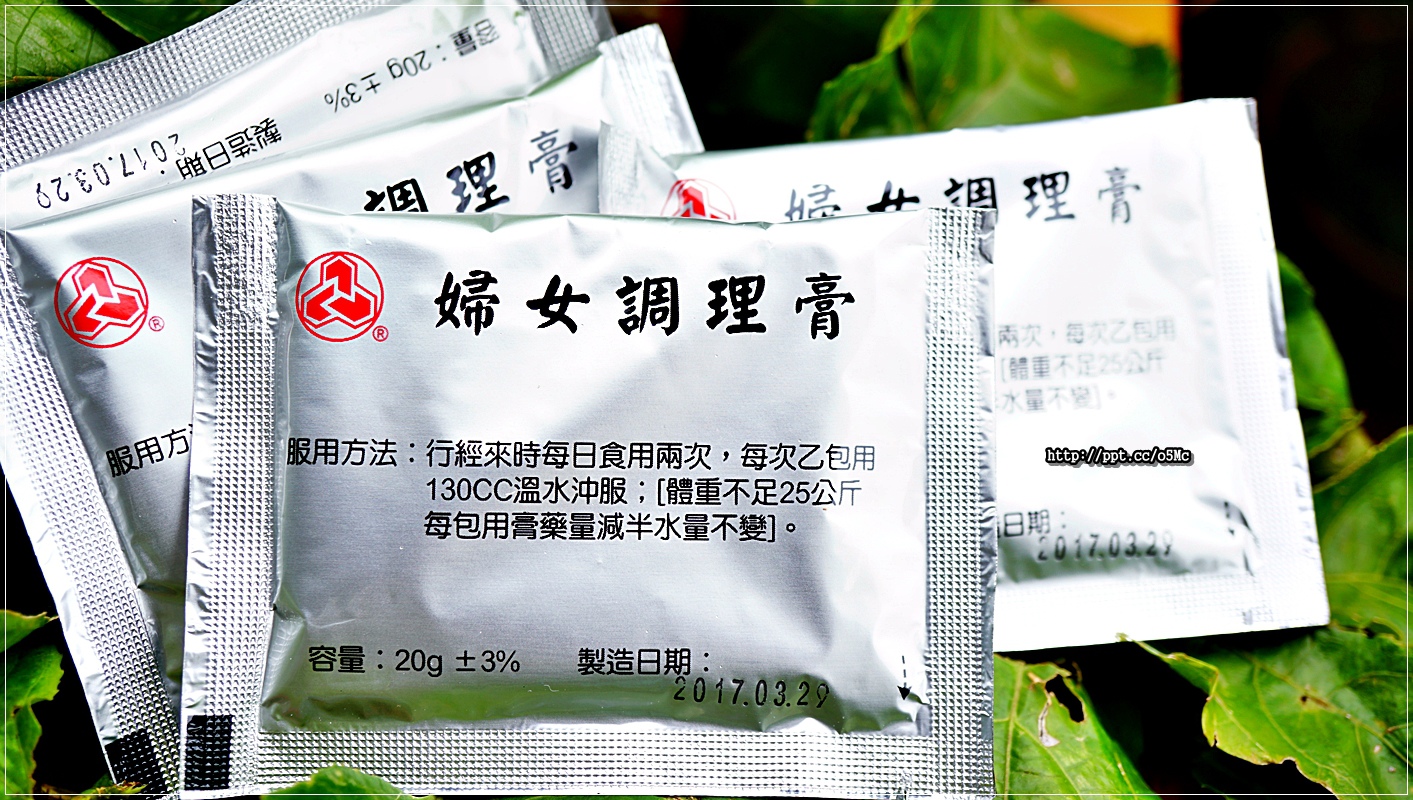 容量：20g ±3%
製造日期
2017.03.29
調理膏
®
服用方
婦女調理膏
®
服用方法：行經來時每日食用兩次，每次乙包用
130CC溫水沖服；[體重不足25公斤
每包用膏藥量減半水量不變]。
容量：20g ±3% 製造日期：
2017.03.29
婦女調理膏
兩次，每次乙包用
[體重不足25公斤
水量不變]。
http://ppt.cc/o5Mc
日期：
2017.03.29